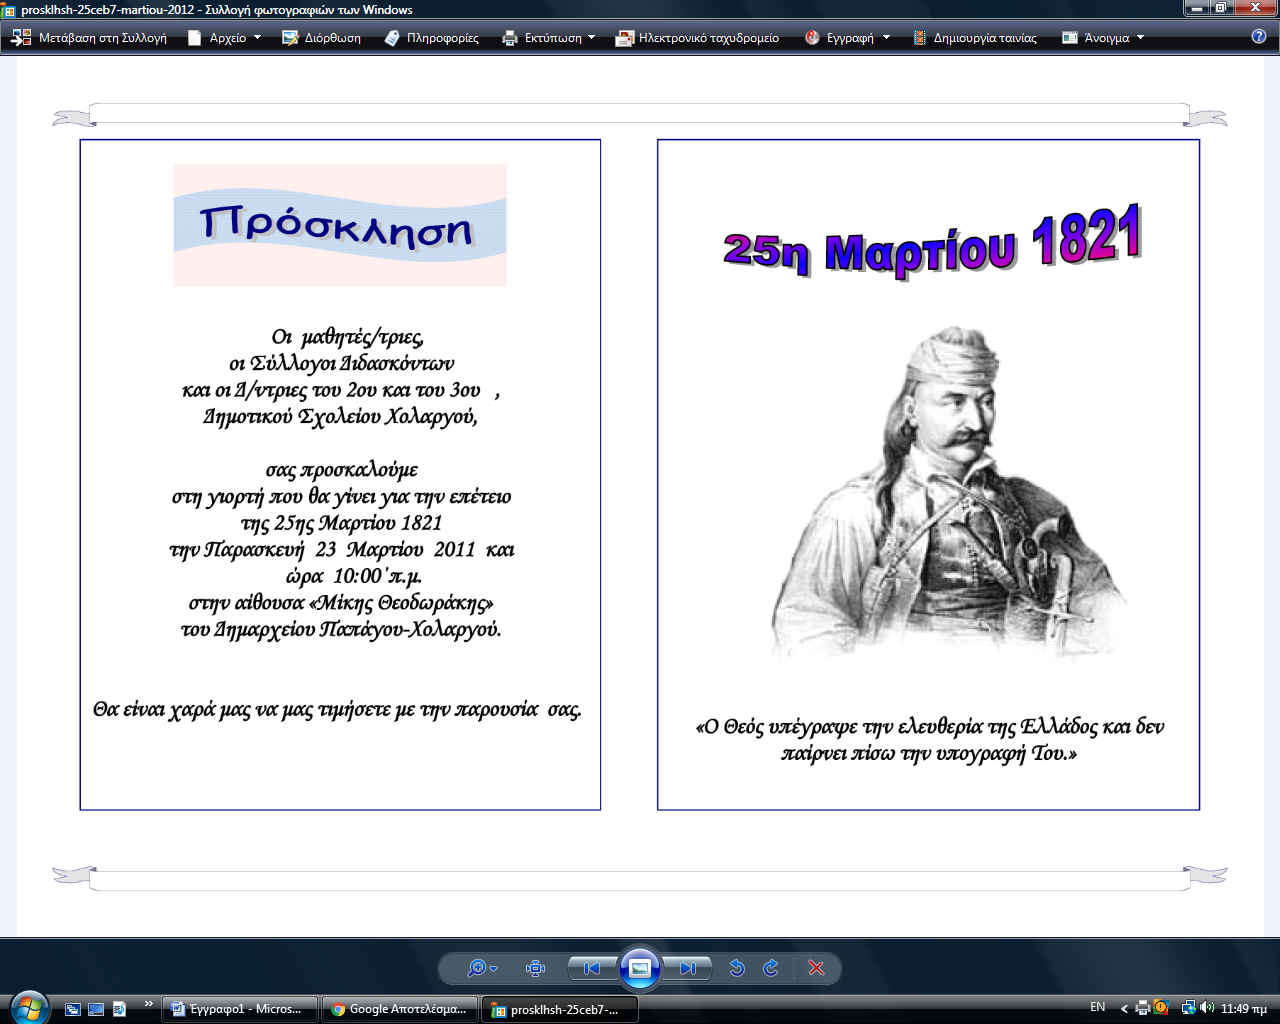 prosklhsh-25ceb7-martiou-2012 - Συλλογή φωτογραφιών των Windows
Μετάβαση στη Συλλογή Αρχείο Διόρθωση Πληροφορίες Εκτύπωση Ηλεκτρονικό ταχυδρομείο Εγγραφή Δημιουργία ταινίας Άνοιγμα
Πρόσκληση
Οι μαθητές/τριες,
οι Σύλλογοι Διδασκόντων
και οι Δ/ντριες του 2ου και του 3ου ,
Δημοτικού Σχολείου Χολαργού,
σας προσκαλούμε
στη γιορτή που θα γίνει για την επέτειο
της 25ης Μαρτίου 1821
την Παρασκευή 23 Μαρτίου 2011 και
ώρα 10:00΄π.μ.
στην αίθουσα «Μίκης Θεοδωράκης»
του Δημαρχείου Παπάγου-Χολαργού.
Θα είναι χαρά μας να μας τιμήσετε με την παρουσία σας.
25η Μαρτίου 1821
«Ο Θεός υπέγραψε την ελευθερία της Ελλάδος και δεν
παίρνει πίσω την υπογραφή Του.»
Έγγραφο1 - Micros... Google Αποτελέσμα... prosklhsh-25ceb7-... EN 11:49 πμ